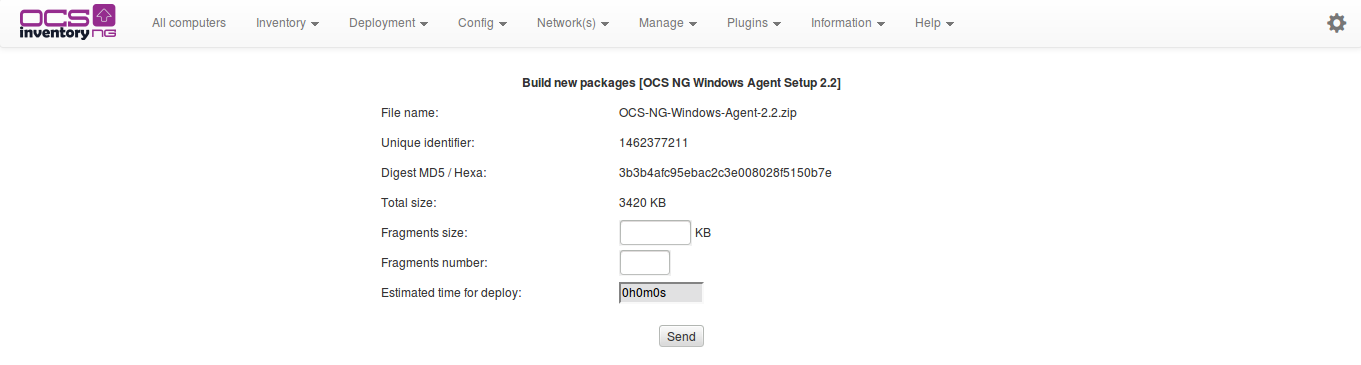 OCS
inventory NG
All computers Inventory Deployment Config Network(s) Manage Plugins Information Help
Build new packages [OCS NG Windows Agent Setup 2.2]
File name: OCS-NG-Windows-Agent-2.2.zip
Unique identifier: 1462377211
Digest MD5 / Hexa: 3b3b4afc95ebac2c3e008028f5150b7e
Total size: 3420 KB
Fragments size: KB
Fragments number:
Estimated time for deploy: 0h0m0s
Send